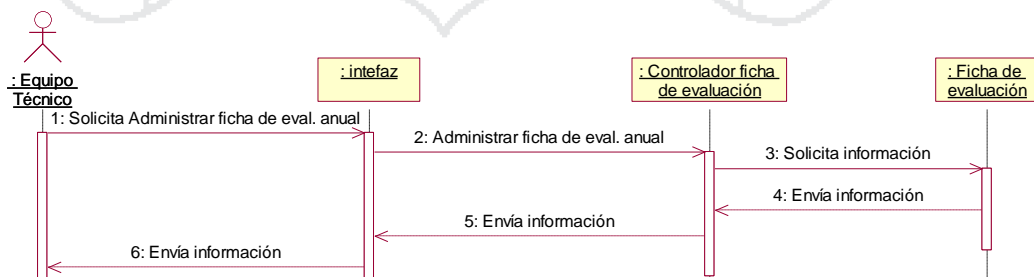 : Equipo
Técnico
: intefaz
: Controlador ficha
de evaluación
: Ficha de
evaluación
1: Solicita Administrar ficha de eval. anual
2: Administrar ficha de eval. anual
3: Solicita información
4: Envía información
5: Envía información
6: Envía información